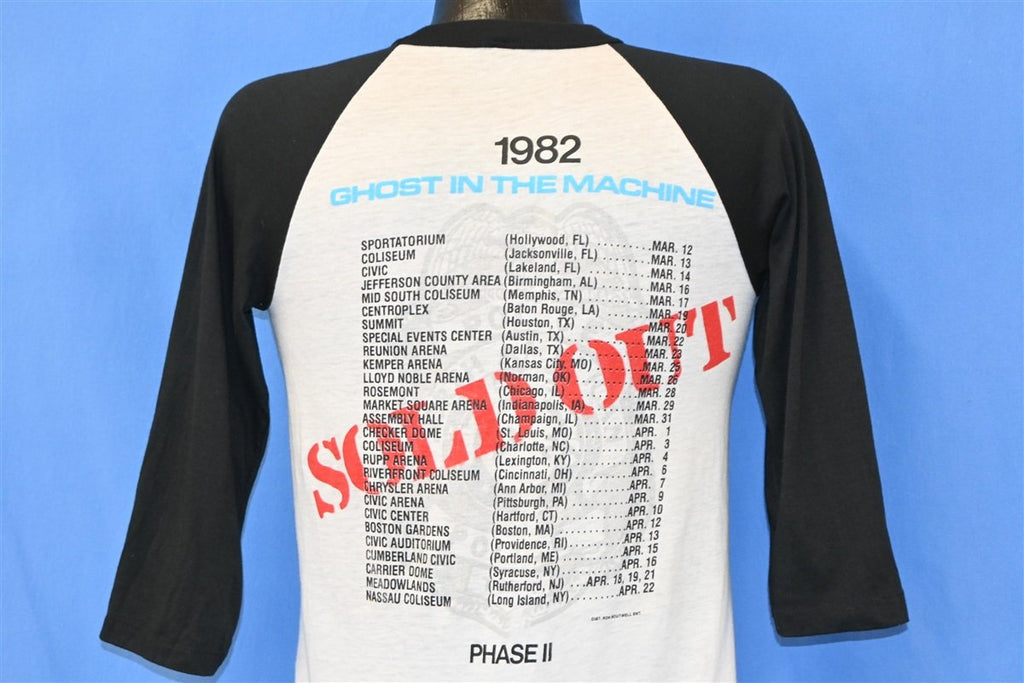 1982
GHOST IN THE MACHINE
SPORTATORIUM (Hollywood, FL) .........MAR. 12
COLISEUM (Jacksonville, FL) .........MAR. 13
CIVIC (Lakeland, FL) .........MAR. 14
JEFFERSON COUNTY AREA (Birmingham, AL) .........MAR. 16
MID SOUTH COLISEUM (Memphis, TN) .........MAR. 17
CENTROPLEX (Baton Rouge, LA) .........MAR. 19
SUMMIT (Houston, TX) .........MAR. 20
SPECIAL EVENTS CENTER (Austin, TX) .........MAR. 22
REUNION ARENA (Dallas, TX) .........MAR. 23
KEMPER ARENA (Kansas City, MO) .........MAR. 25
LLOYD NOBLE ARENA (Norman, OK) .........MAR. 26
ROSEMONT (Chicago, IL) .........MAR. 28
MARKET SQUARE ARENA (Indianapolis, IA) .........MAR. 29
ASSEMBLY HALL (Champaign, IL) .........MAR. 31
CHECKER DOME (St. Louis, MO) .........APR. 1
COLISEUM (Charlotte, NC) .........APR. 3
RUPP ARENA (Lexington, KY) .........APR. 4
RIVERFRONT COLISEUM (Cincinnati, OH) .........APR. 6
CHRYSLER ARENA (Ann Arbor, MI) .........APR. 7
CIVIC ARENA (Pittsburgh, PA) .........APR. 9
CIVIC CENTER (Hartford, CT) .........APR. 10
BOSTON GARDENS (Boston, MA) .........APR. 12
CIVIC AUDITORIUM (Providence, RI) .........APR. 13
CUMBERLAND CIVIC (Portland, ME) .........APR. 15
CARRIER DOME (Syracuse, NY) .........APR. 16
MEADOWLANDS (Rutherford, NJ) ...APR. 18, 19, 21
NASSAU COLISEUM (Long Island, NY) .........APR. 22
SOLD OUT
PHASE II